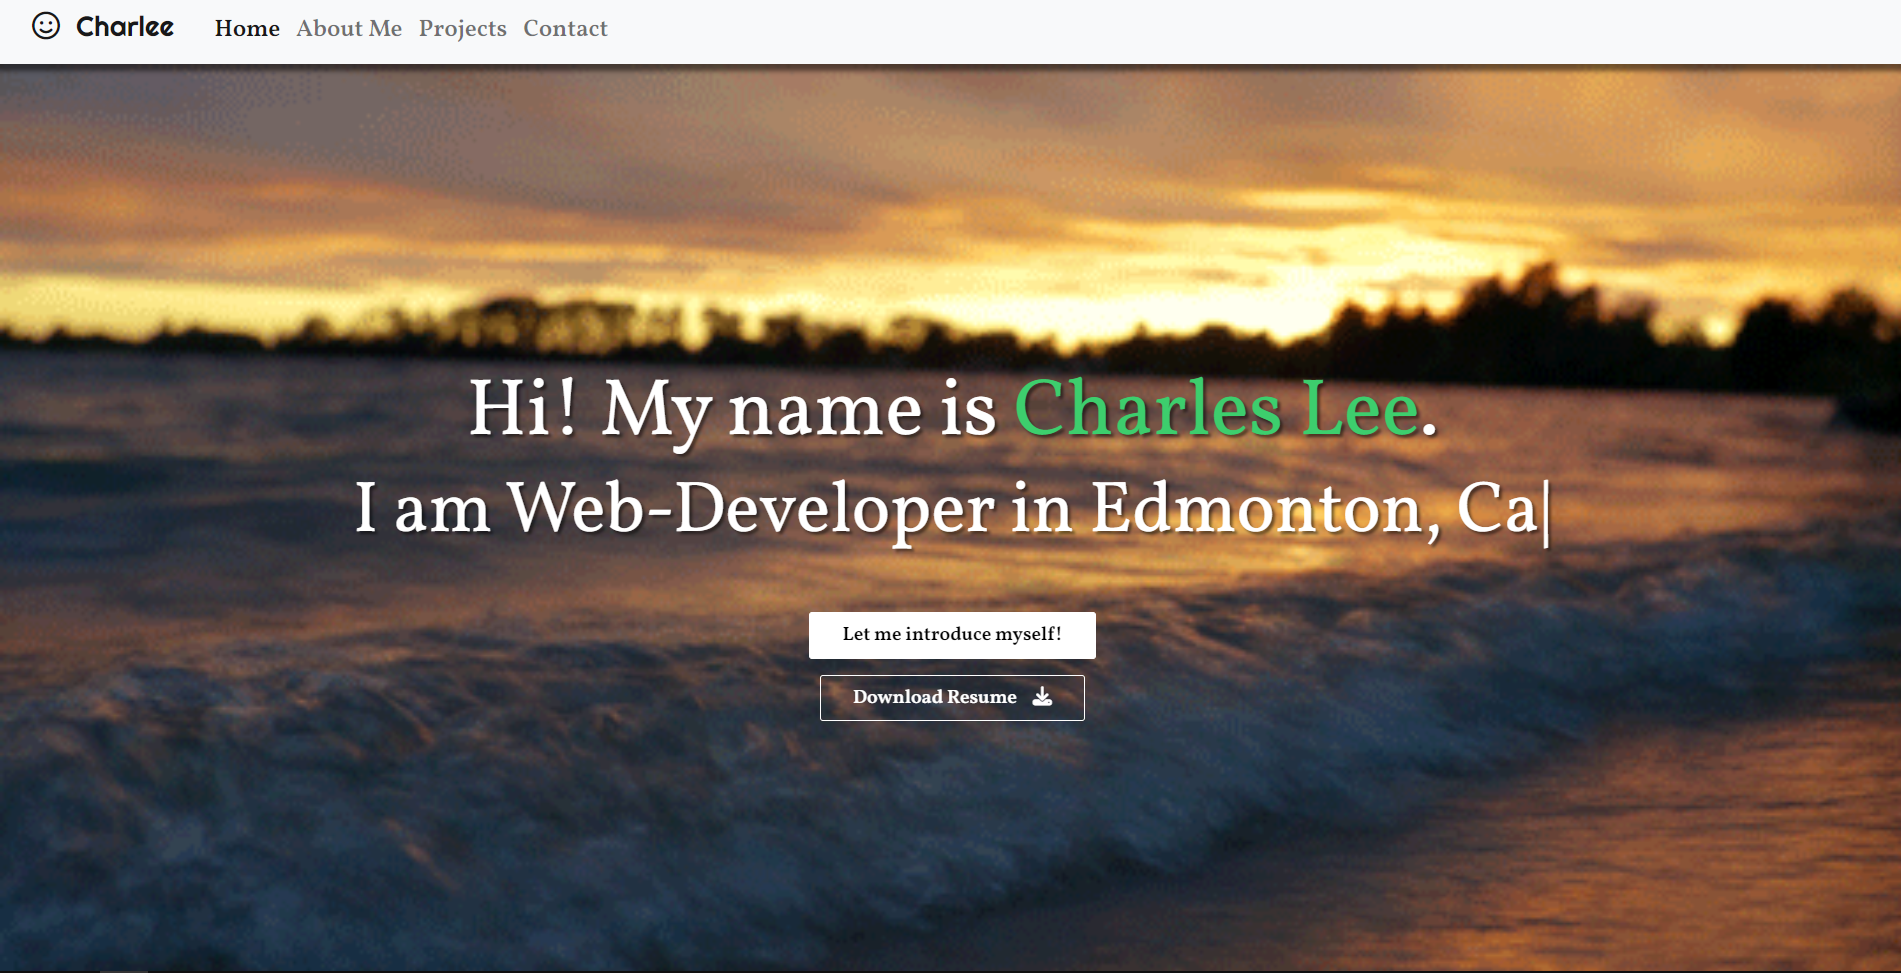 Charlee Home About Me Projects Contact
Hi! My name is Charles Lee.
I am Web-Developer in Edmonton, Ca|
Let me introduce myself!
Download Resume